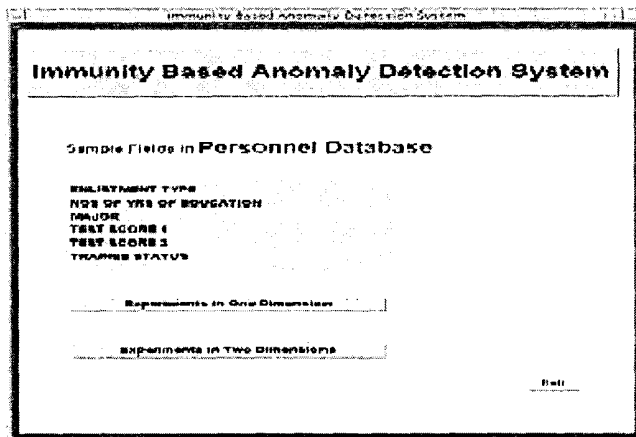 Immunity Based Anomaly Detection System
Immunity Based Anomaly Detection System
Sample Fields in Personnel Database
ENLISTMENT TYPE
NOS OF YRS OF EDUCATION
MAJOR
TEST SCORE 1
TEST SCORE 2
TRAINEE STATUS
Experiments in One Dimension
Experiments in Two Dimensions